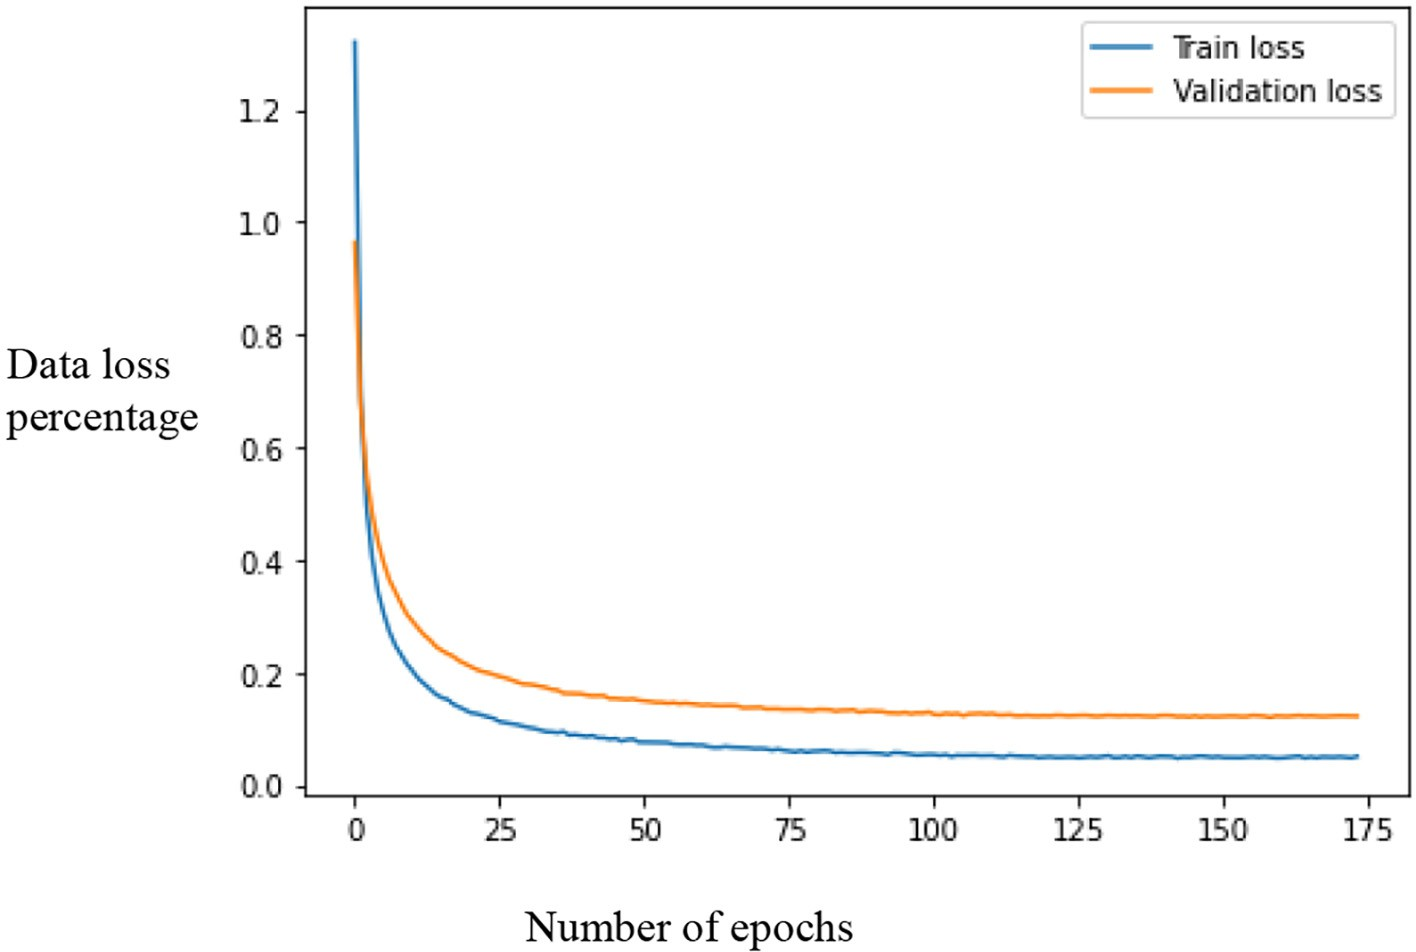 Train loss
Validation loss
1.2
1.0
0.8
Data loss
percentage
0.6
0.4
0.2
0.0
0 25 50 75 100 125 150 175
Number of epochs